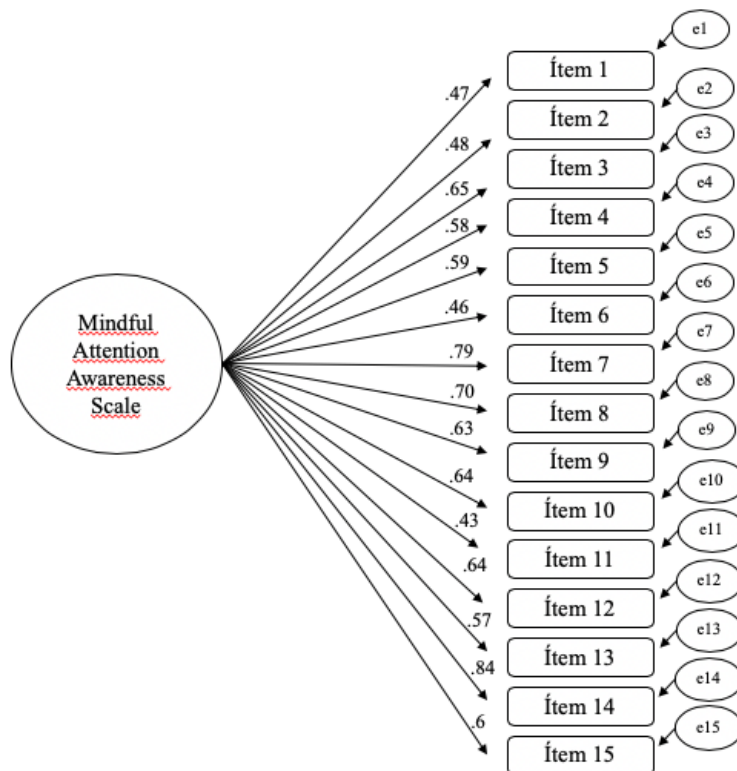 e1
Ítem 1
.47
e2
Ítem 2
.48
e3
Ítem 3
.65
e4
Ítem 4
.58
e5
Ítem 5
.59
e6
Ítem 6
.46
e7
Ítem 7
.79
e8
Ítem 8
.70
e9
Ítem 9
.63
e10
Ítem 10
.64
e11
Ítem 11
.43
e12
Ítem 12
.64
e13
Ítem 13
.57
e14
Ítem 14
.84
e15
Ítem 15
.6
Mindful
Attention
Awareness
Scale